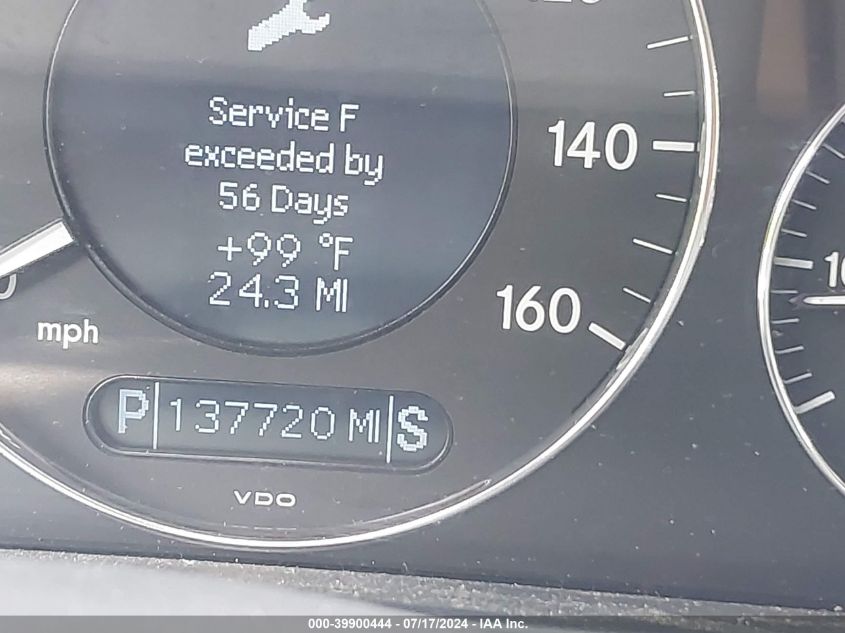 Service F
exceeded by
56 Days
+99 °F
24.3 MI
140
160
mph
P 137720 MI S
VDO
000-39900444 - 07/17/2024 - IAA Inc.